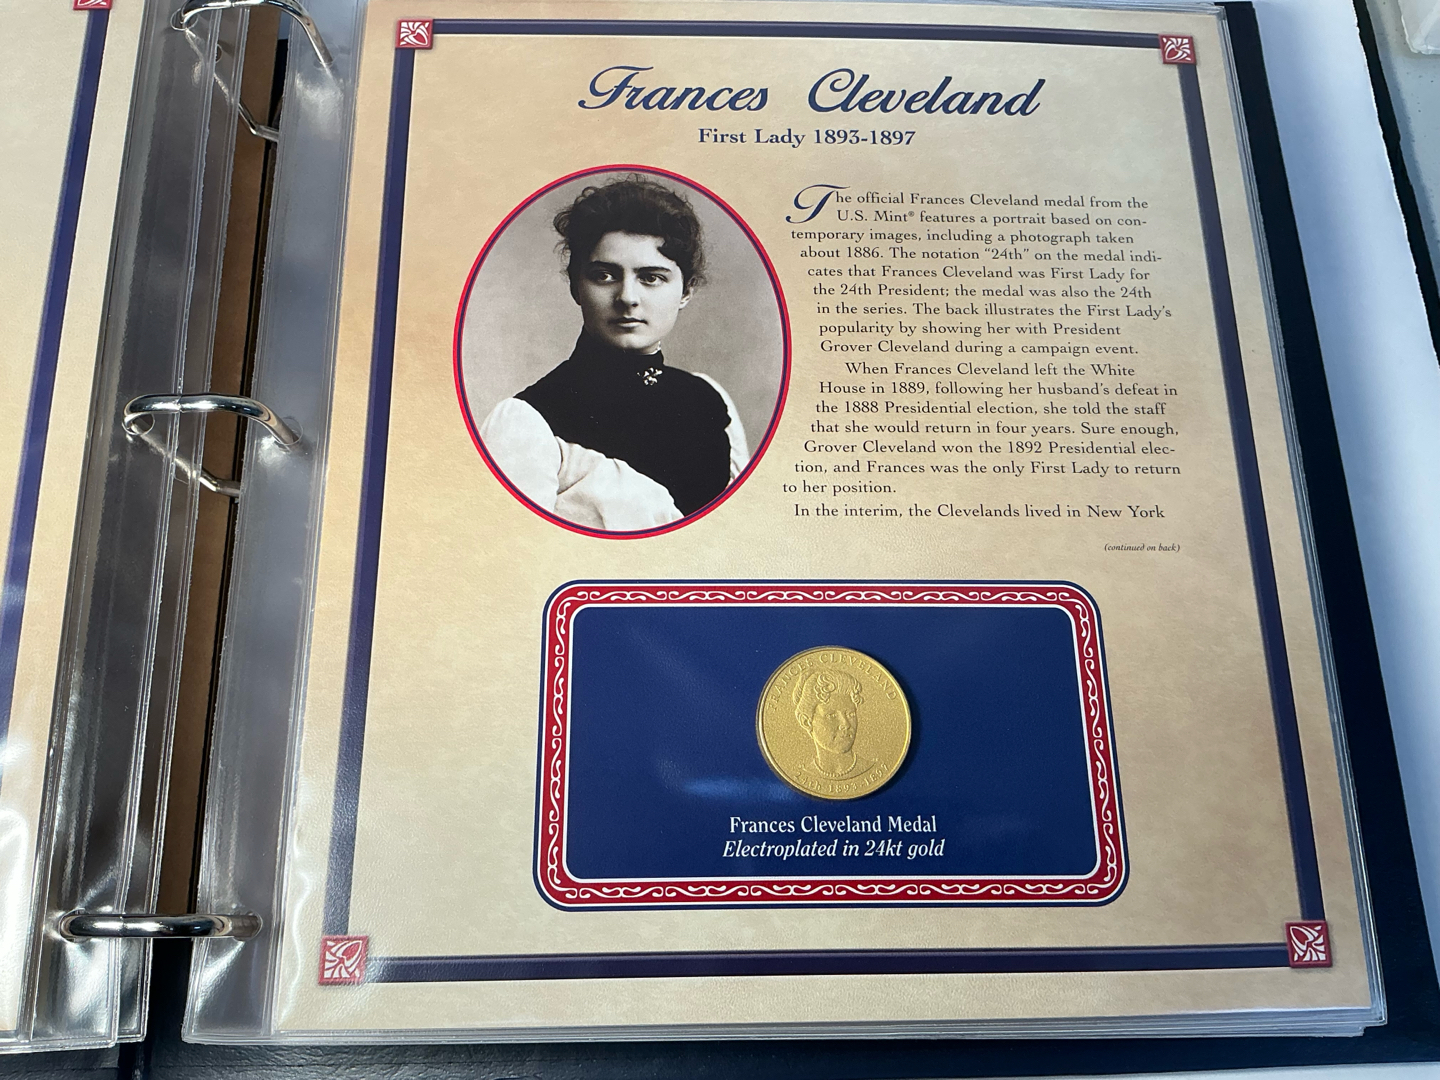 Frances Cleveland
First Lady 1893-1897
The official Frances Cleveland medal from the
U.S. Mint® features a portrait based on con-
temporary images, including a photograph taken
about 1886. The notation “24th” on the medal indi-
cates that Frances Cleveland was First Lady for
the 24th President; the medal was also the 24th
in the series. The back illustrates the First Lady’s
popularity by showing her with President
Grover Cleveland during a campaign event.
When Frances Cleveland left the White
House in 1889, following her husband’s defeat in
the 1888 Presidential election, she told the staff
that she would return in four years. Sure enough,
Grover Cleveland won the 1892 Presidential elec-
tion, and Frances was the only First Lady to return
to her position.
In the interim, the Clevelands lived in New York
(continued on back)
FRANCES CLEVELAND
24th 1893-1897
Frances Cleveland Medal
Electroplated in 24kt gold